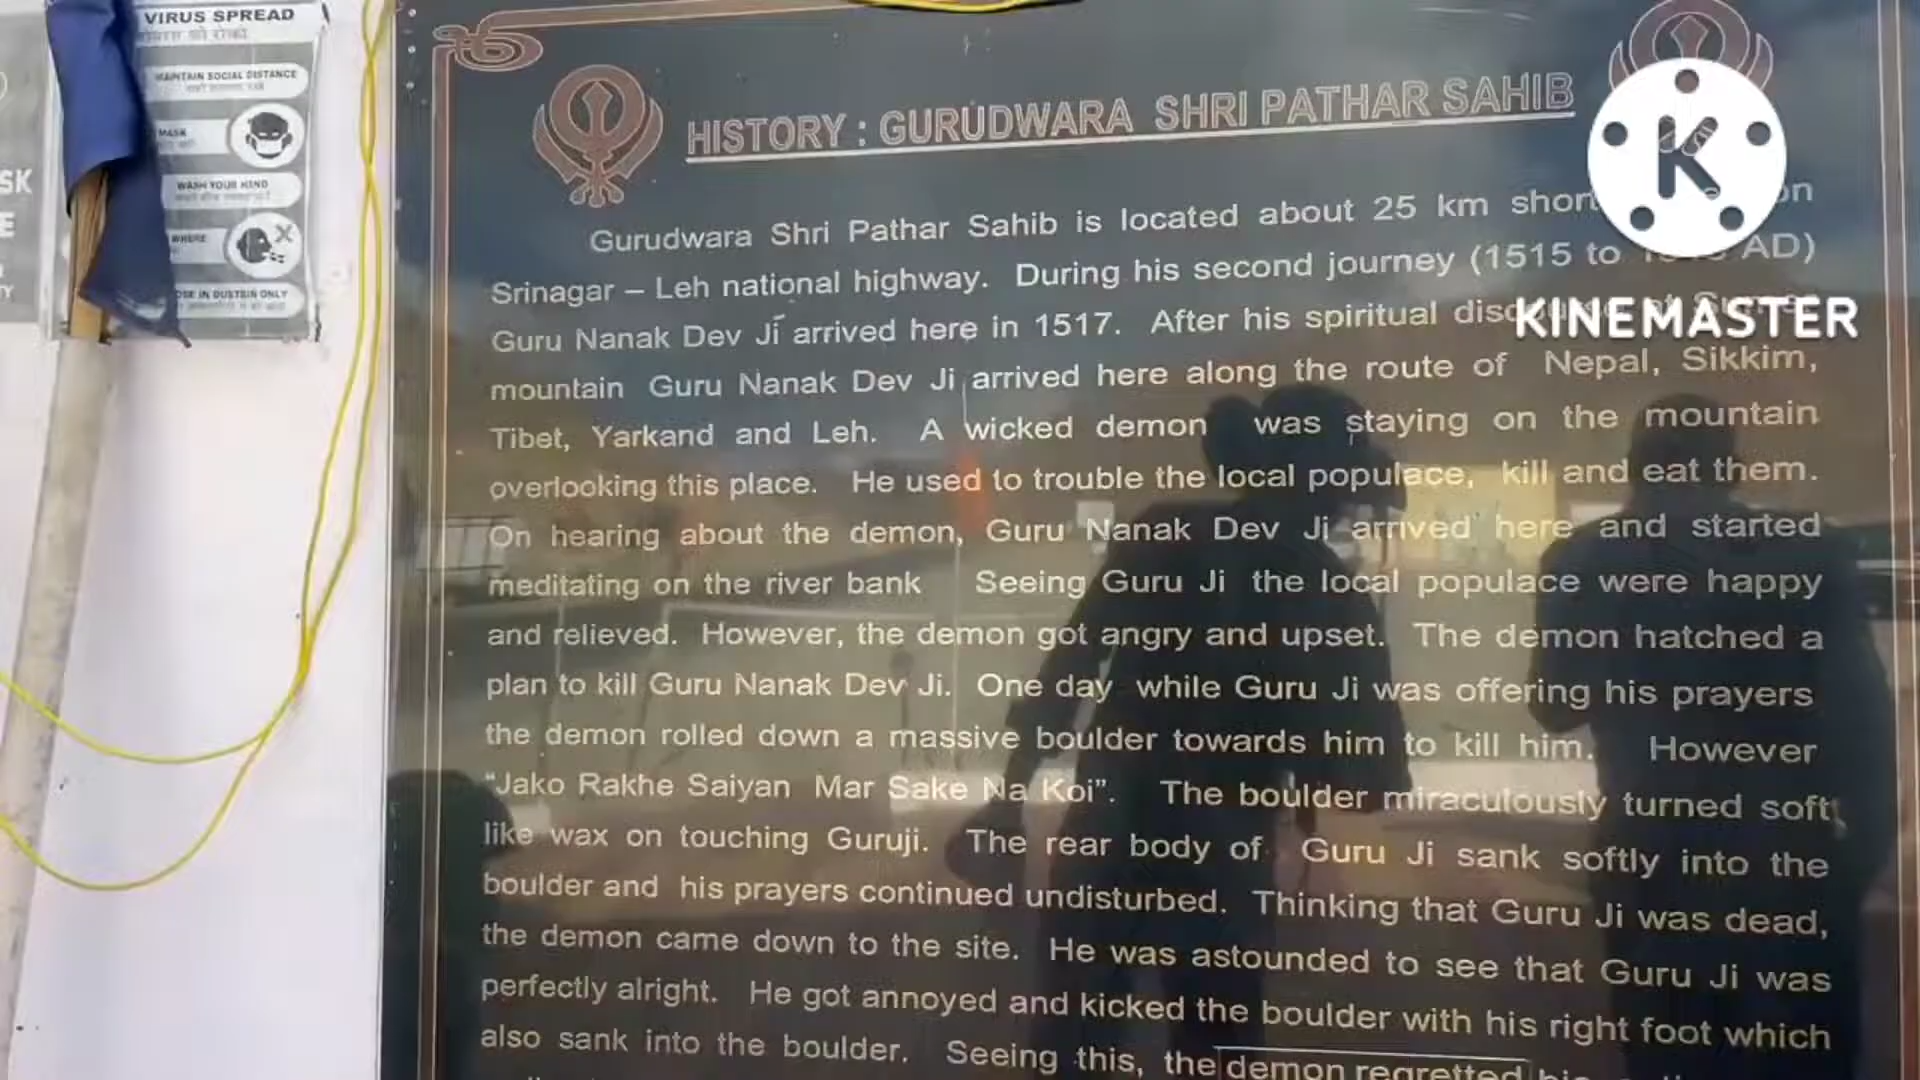 VIRUS SPREAD
MAINTAIN SOCIAL DISTANCE
MASK
WASH YOUR HAND
WHERE
DUSTBIN ONLY
SK
E
TY
HISTORY : GURUDWARA SHRI PATHAR SAHIB
Gurudwara Shri Pathar Sahib is located about 25 km short on
Srinagar – Leh national highway. During his second journey (1515 to AD)
Guru Nanak Dev Ji arrived here in 1517. After his spiritual
mountain Guru Nanak Dev Ji arrived here along the route of Nepal, Sikkim,
Tibet, Yarkand and Leh. A wicked demon was staying on the mountain
overlooking this place. He used to trouble the local populace, kill and eat them.
On hearing about the demon, Guru Nanak Dev Ji arrived here and started
meditating on the river bank Seeing Guru Ji the local populace were happy
and relieved. However, the demon got angry and upset. The demon hatched a
plan to kill Guru Nanak Dev Ji. One day while Guru Ji was offering his prayers
the demon rolled down a massive boulder towards him to kill him. However
"Jako Rakhe Saiyan Mar Sake Na Koi". The boulder miraculously turned soft
like wax on touching Guruji. The rear body of Guru Ji sank softly into the
boulder and his prayers continued undisturbed. Thinking that Guru Ji was dead,
the demon came down to the site. He was astounded to see that Guru Ji was
perfectly alright. He got annoyed and kicked the boulder with his right foot which
also sank into the boulder. Seeing this, the demon regretted his
K
KINEMASTER